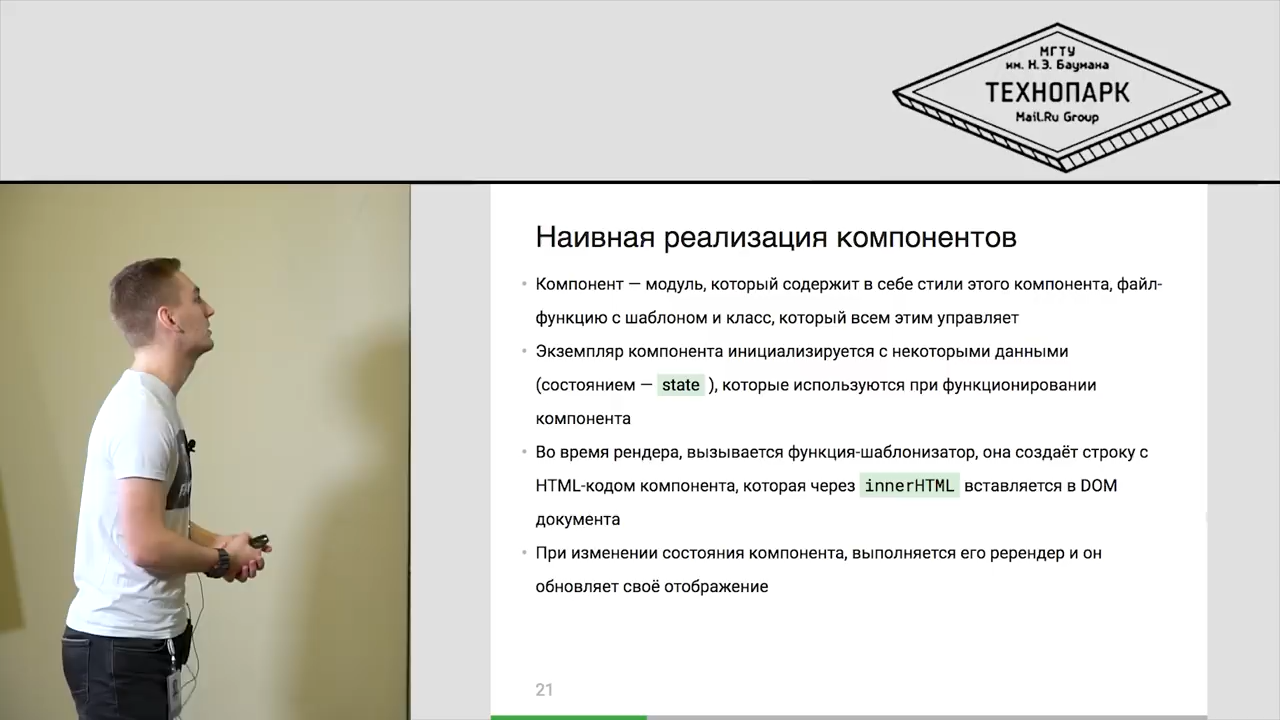 МГТУ
им. Н.Э. Баумана
ТЕХНОПАРК
Mail.Ru Group
Наивная реализация компонентов
• Компонент — модуль, который содержит в себе стили этого компонента, файл-
функцию с шаблоном и класс, который всем этим управляет
• Экземпляр компонента инициализируется с некоторыми данными
(состоянием — state ), которые используются при функционировании
компонента
• Во время рендера, вызывается функция-шаблонизатор, она создаёт строку с
HTML-кодом компонента, которая через innerHTML вставляется в DOM
документа
• При изменении состояния компонента, выполняется его ререндер и он
обновляет своё отображение
21